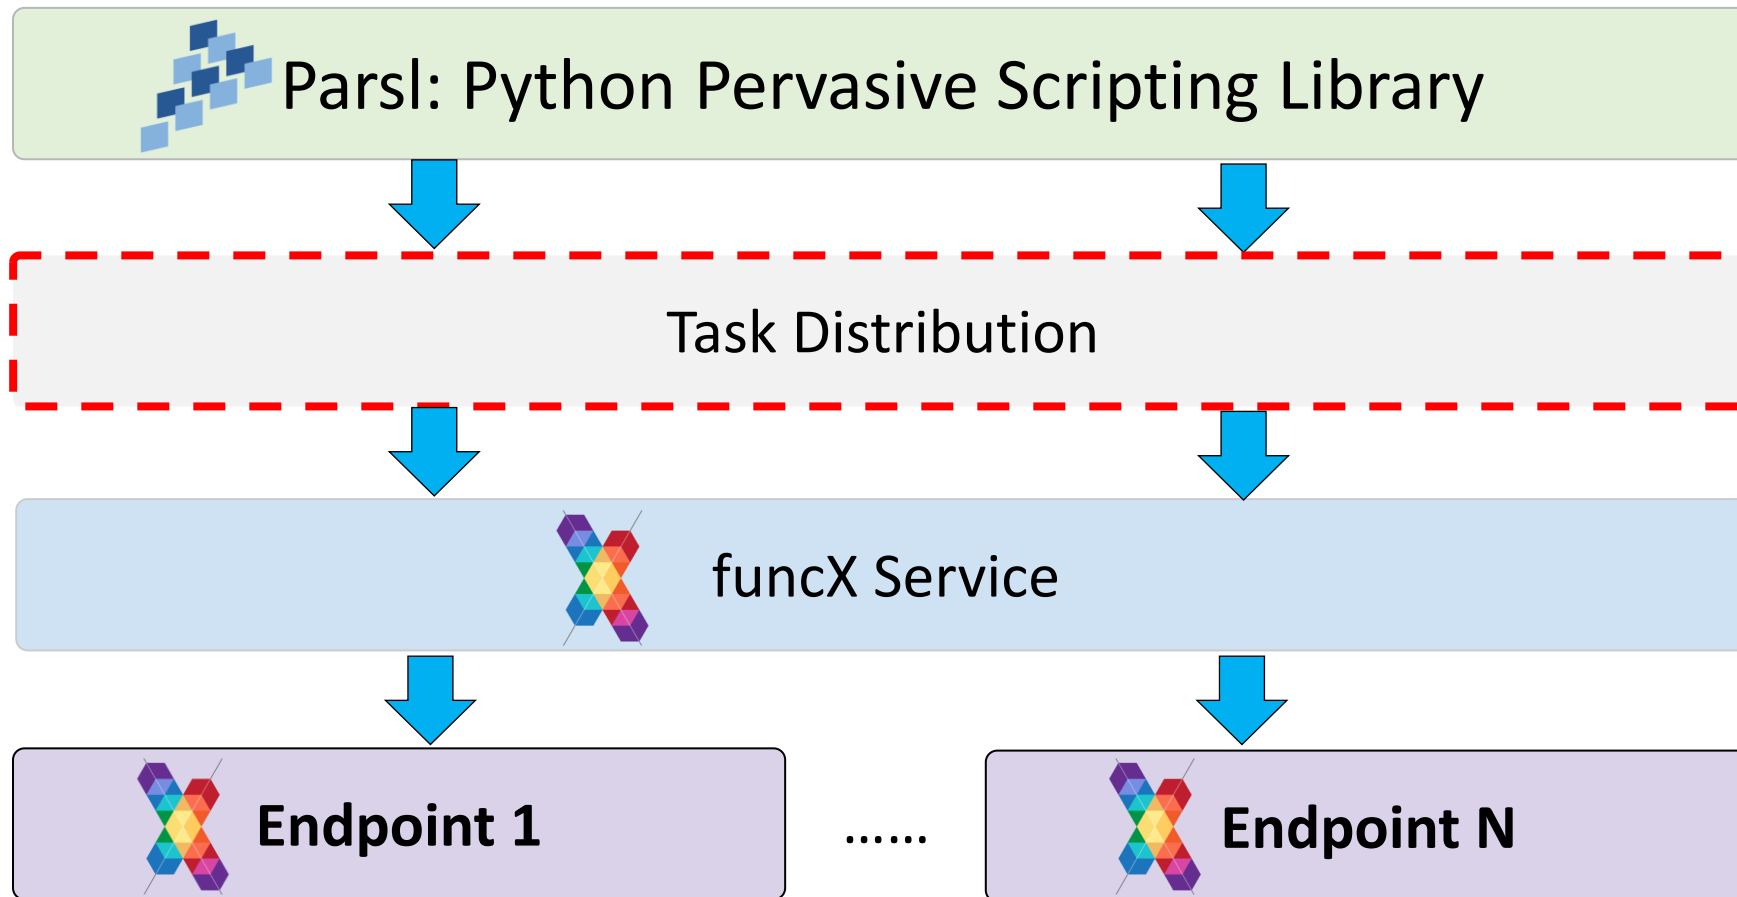 Parsl: Python Pervasive Scripting Library
Task Distribution
funcX Service
Endpoint 1
......
Endpoint N